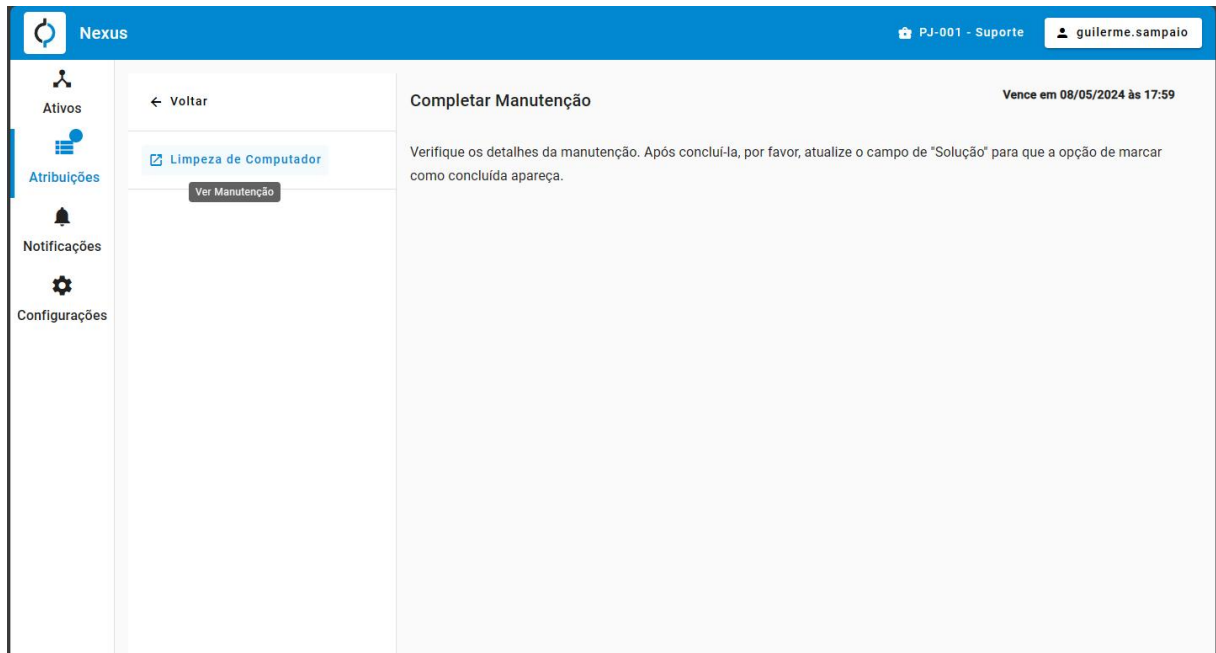 Nexus
PJ-001 - Suporte
guilerme.sampaio
Ativos
Atribuições
Notificações
Configurações
Voltar
Limpeza de Computador
Ver Manutenção
Completar Manutenção
Vence em 08/05/2024 às 17:59
Verifique os detalhes da manutenção. Após concluí-la, por favor, atualize o campo de "Solução" para que a opção de marcar
como concluída apareça.